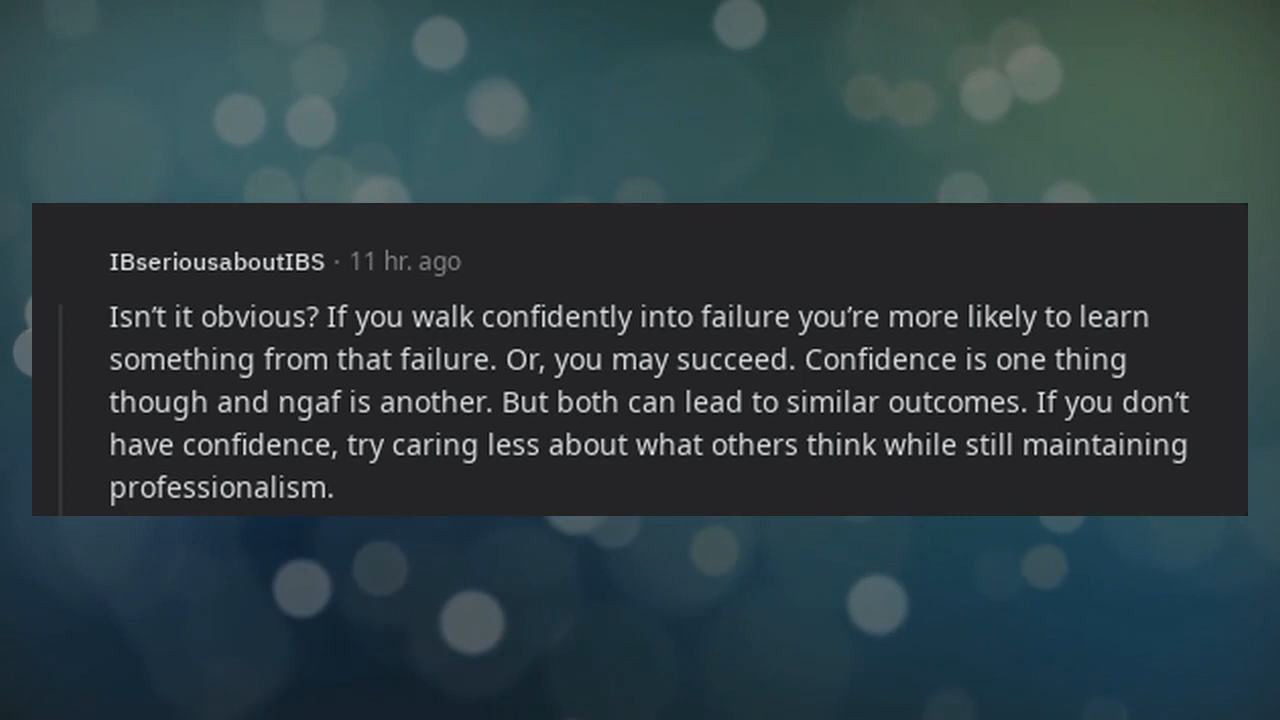 IBseriousaboutIBS · 11 hr. ago
Isn’t it obvious? If you walk confidently into failure you’re more likely to learn
something from that failure. Or, you may succeed. Confidence is one thing
though and ngaf is another. But both can lead to similar outcomes. If you don’t
have confidence, try caring less about what others think while still maintaining
professionalism.